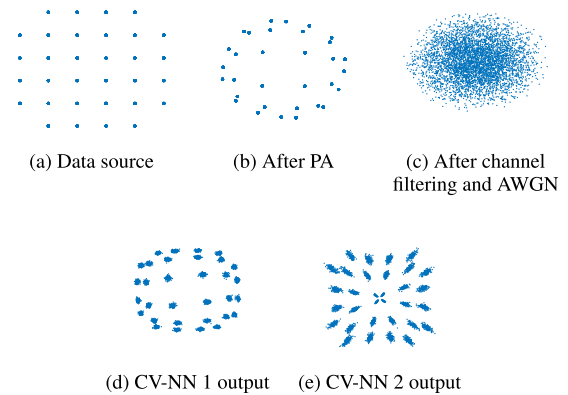 (a) Data source
(b) After PA
(c) After channel
filtering and AWGN
(d) CV-NN 1 output
(e) CV-NN 2 output